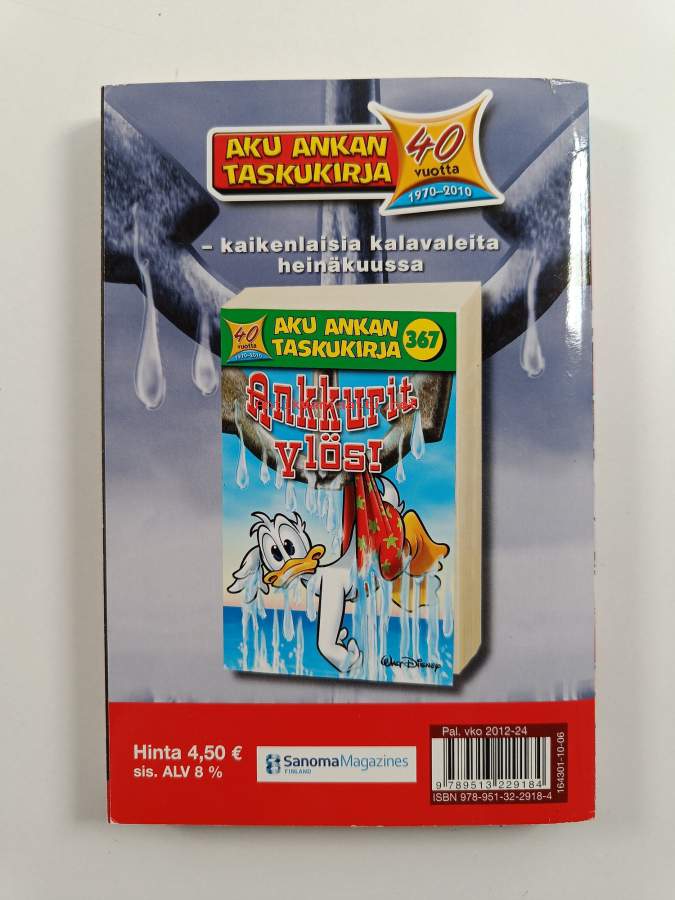 AKU ANKAN
TASKUKIRJA
40
vuotta
1970–2010
– kaikenlaisia kalavaleita
heinäkuussa
40
vuotta
1970–2010
AKU ANKAN
TASKUKIRJA
367
Ankkurit
ylös!
Walt Disney
Hinta 4,50 €
sis. ALV 8 %
SanomaMagazines
FINLAND
Pal. vko 2012-24
9 789513 229184
ISBN 978-951-32-2918-4
164301-10-06